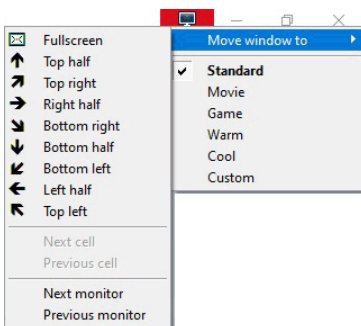 Move window to
Standard
Movie
Game
Warm
Cool
Custom
Fullscreen
Top half
Top right
Right half
Bottom right
Bottom half
Bottom left
Left half
Top left
Next cell
Previous cell
Next monitor
Previous monitor